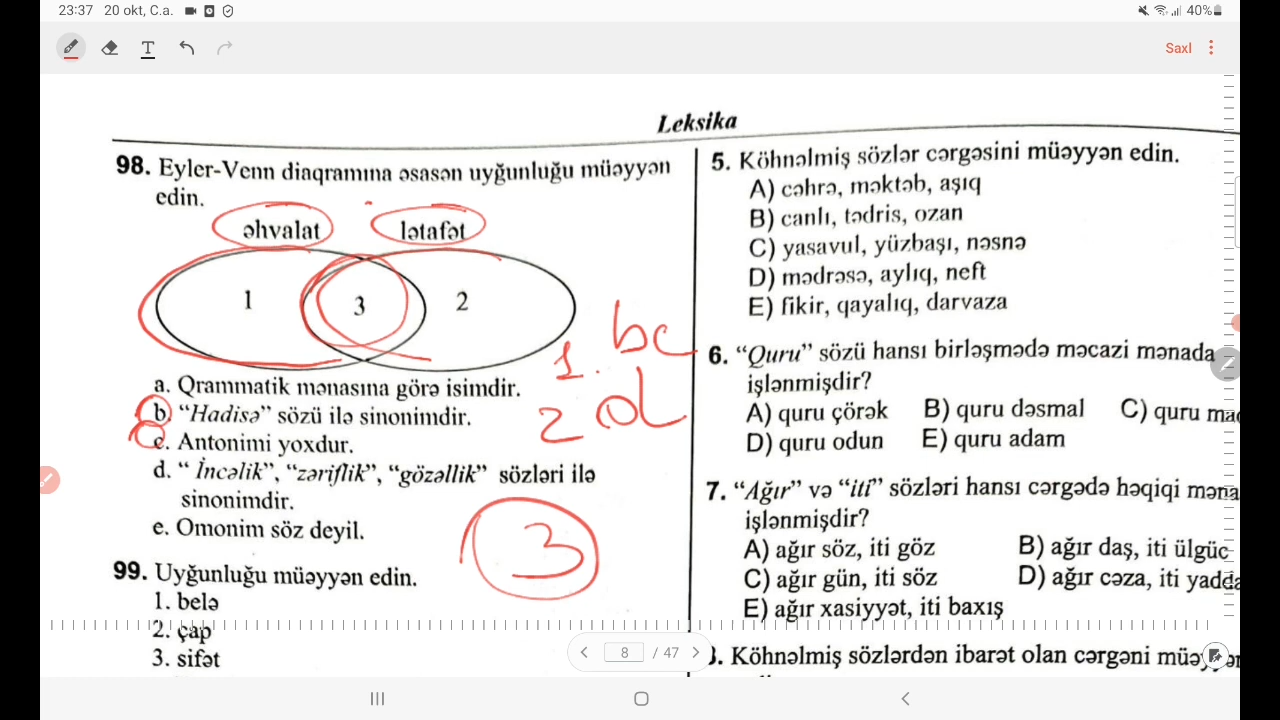 23:37 20 okt, C.a. 40%
T Saxl
Leksika
98. Eyler-Venn diaqramına əsasən uyğunluğu müəyyən
edin.
əhvalat lətafət
1 3 2
a. Qrammatik mənasına görə isimdir.
b. “Hadisə” sözü ilə sinonimdir.
c. Antonimi yoxdur.
d. “ İncəlik”, “zəriflik”, “gözəllik” sözləri ilə
sinonimdir.
e. Omonim söz deyil.
1. bc
2 d
3
99. Uyğunluğu müəyyən edin.
1. belə
2. çap
3. sifət
5. Köhnəlmiş sözlər cərgəsini müəyyən edin.
A) cəhrə, məktəb, aşıq
B) canlı, tədris, ozan
C) yasavul, yüzbaşı, nəsnə
D) mədrəsə, aylıq, neft
E) fikir, qayalıq, darvaza
6. “Quru” sözü hansı birləşmədə məcazi mənada
işlənmişdir?
A) quru çörək B) quru dəsmal C) quru
D) quru odun E) quru adam
7. “Ağır” və “iti” sözləri hansı cərgədə həqiqi məna
işlənmişdir?
A) ağır söz, iti göz B) ağır daş, iti ülgüc
C) ağır gün, iti söz D) ağır cəza, iti
E) ağır xasiyyət, iti baxış
Köhnəlmiş sözlərdən ibarət olan cərgəni
8 / 47